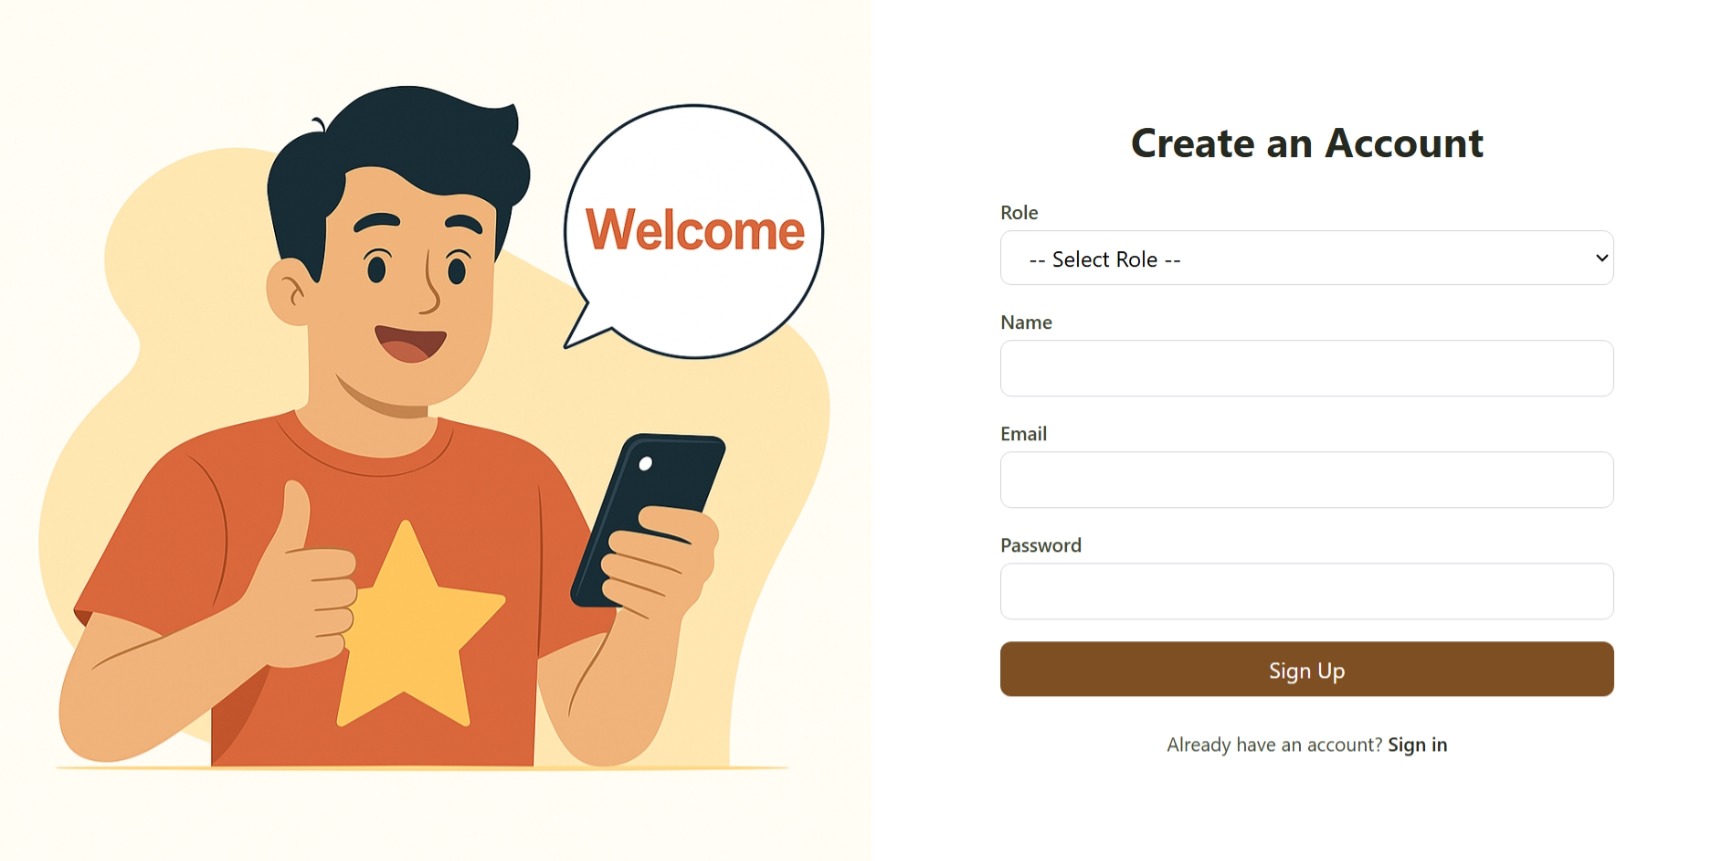 Welcome
Create an Account
Role
-- Select Role --
Name
Email
Password
Sign Up
Already have an account? Sign in